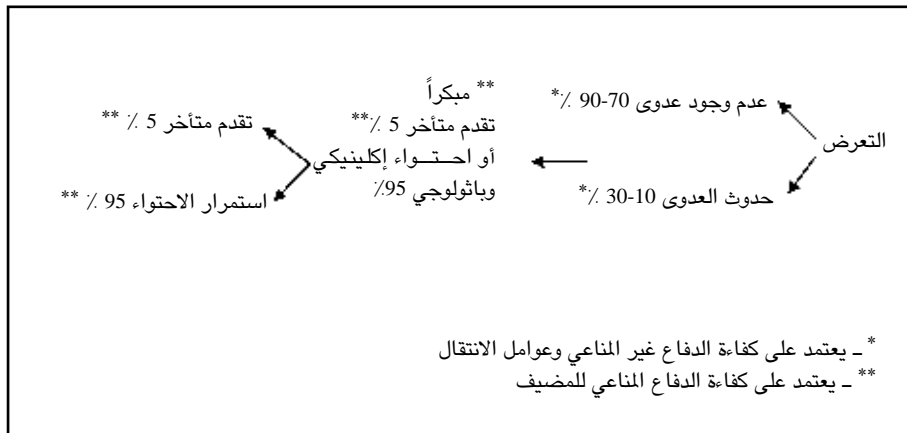 التعرض
عدم وجود عدوى 70-90 ٪*
حدوث العدوى 10-30 ٪*
** مبكراً
تقدم متأخر 5 ٪**
أو احـتـــواء إكلينيكي
وباثولوجي 95٪
تقدم متأخر 5 ٪ **
استمرار الاحتواء 95 ٪ **
* ـ يعتمد على كفاءة الدفاع غير المناعي وعوامل الانتقال
** ـ يعتمد على كفاءة الدفاع المناعي للمضيف